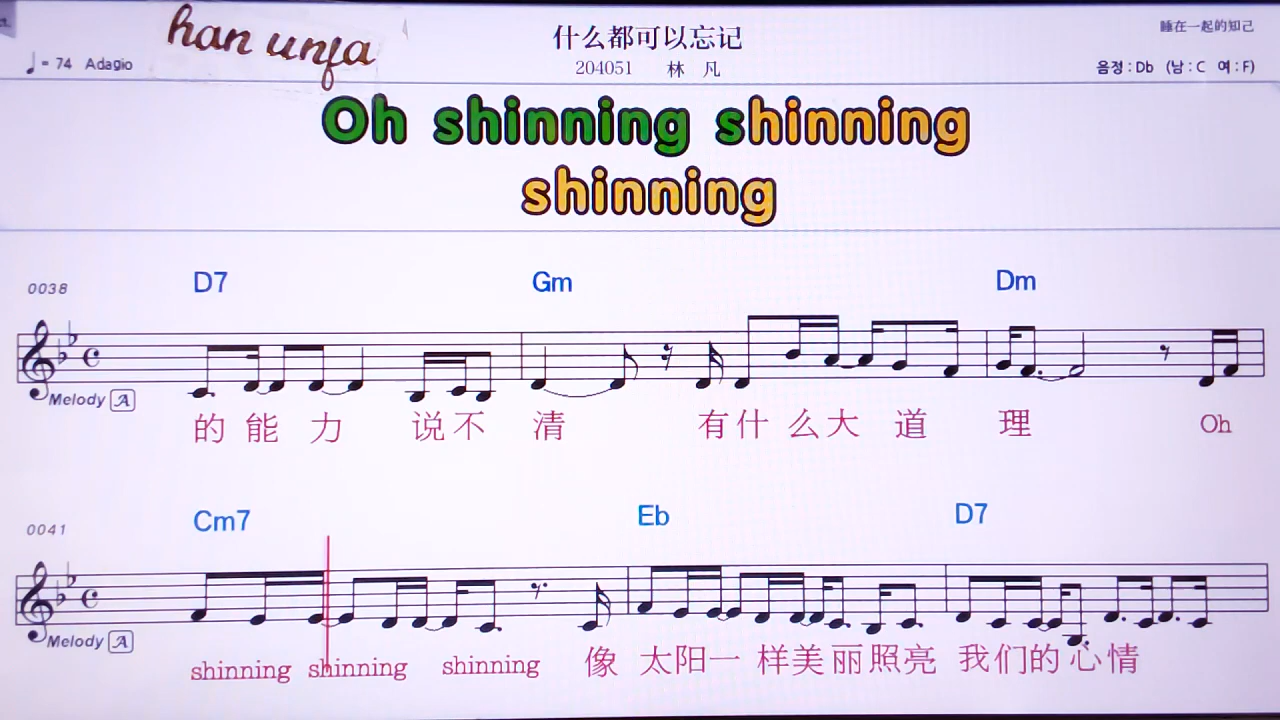 han unfa
什么都可以忘记
睡在一起的知己
♩= 74 Adagio
204051 林 凡
음정 : Db (남 : C 여 : F)
Oh shinning shinning
shinning
0038 D7 Gm Dm
Melody A
的 能 力 说 不 清 有 什 么 大 道 理 Oh
0041 Cm7 Eb D7
Melody A
shinning shinning shinning 像 太阳一 样美 丽 照 亮 我 们 的 心 情